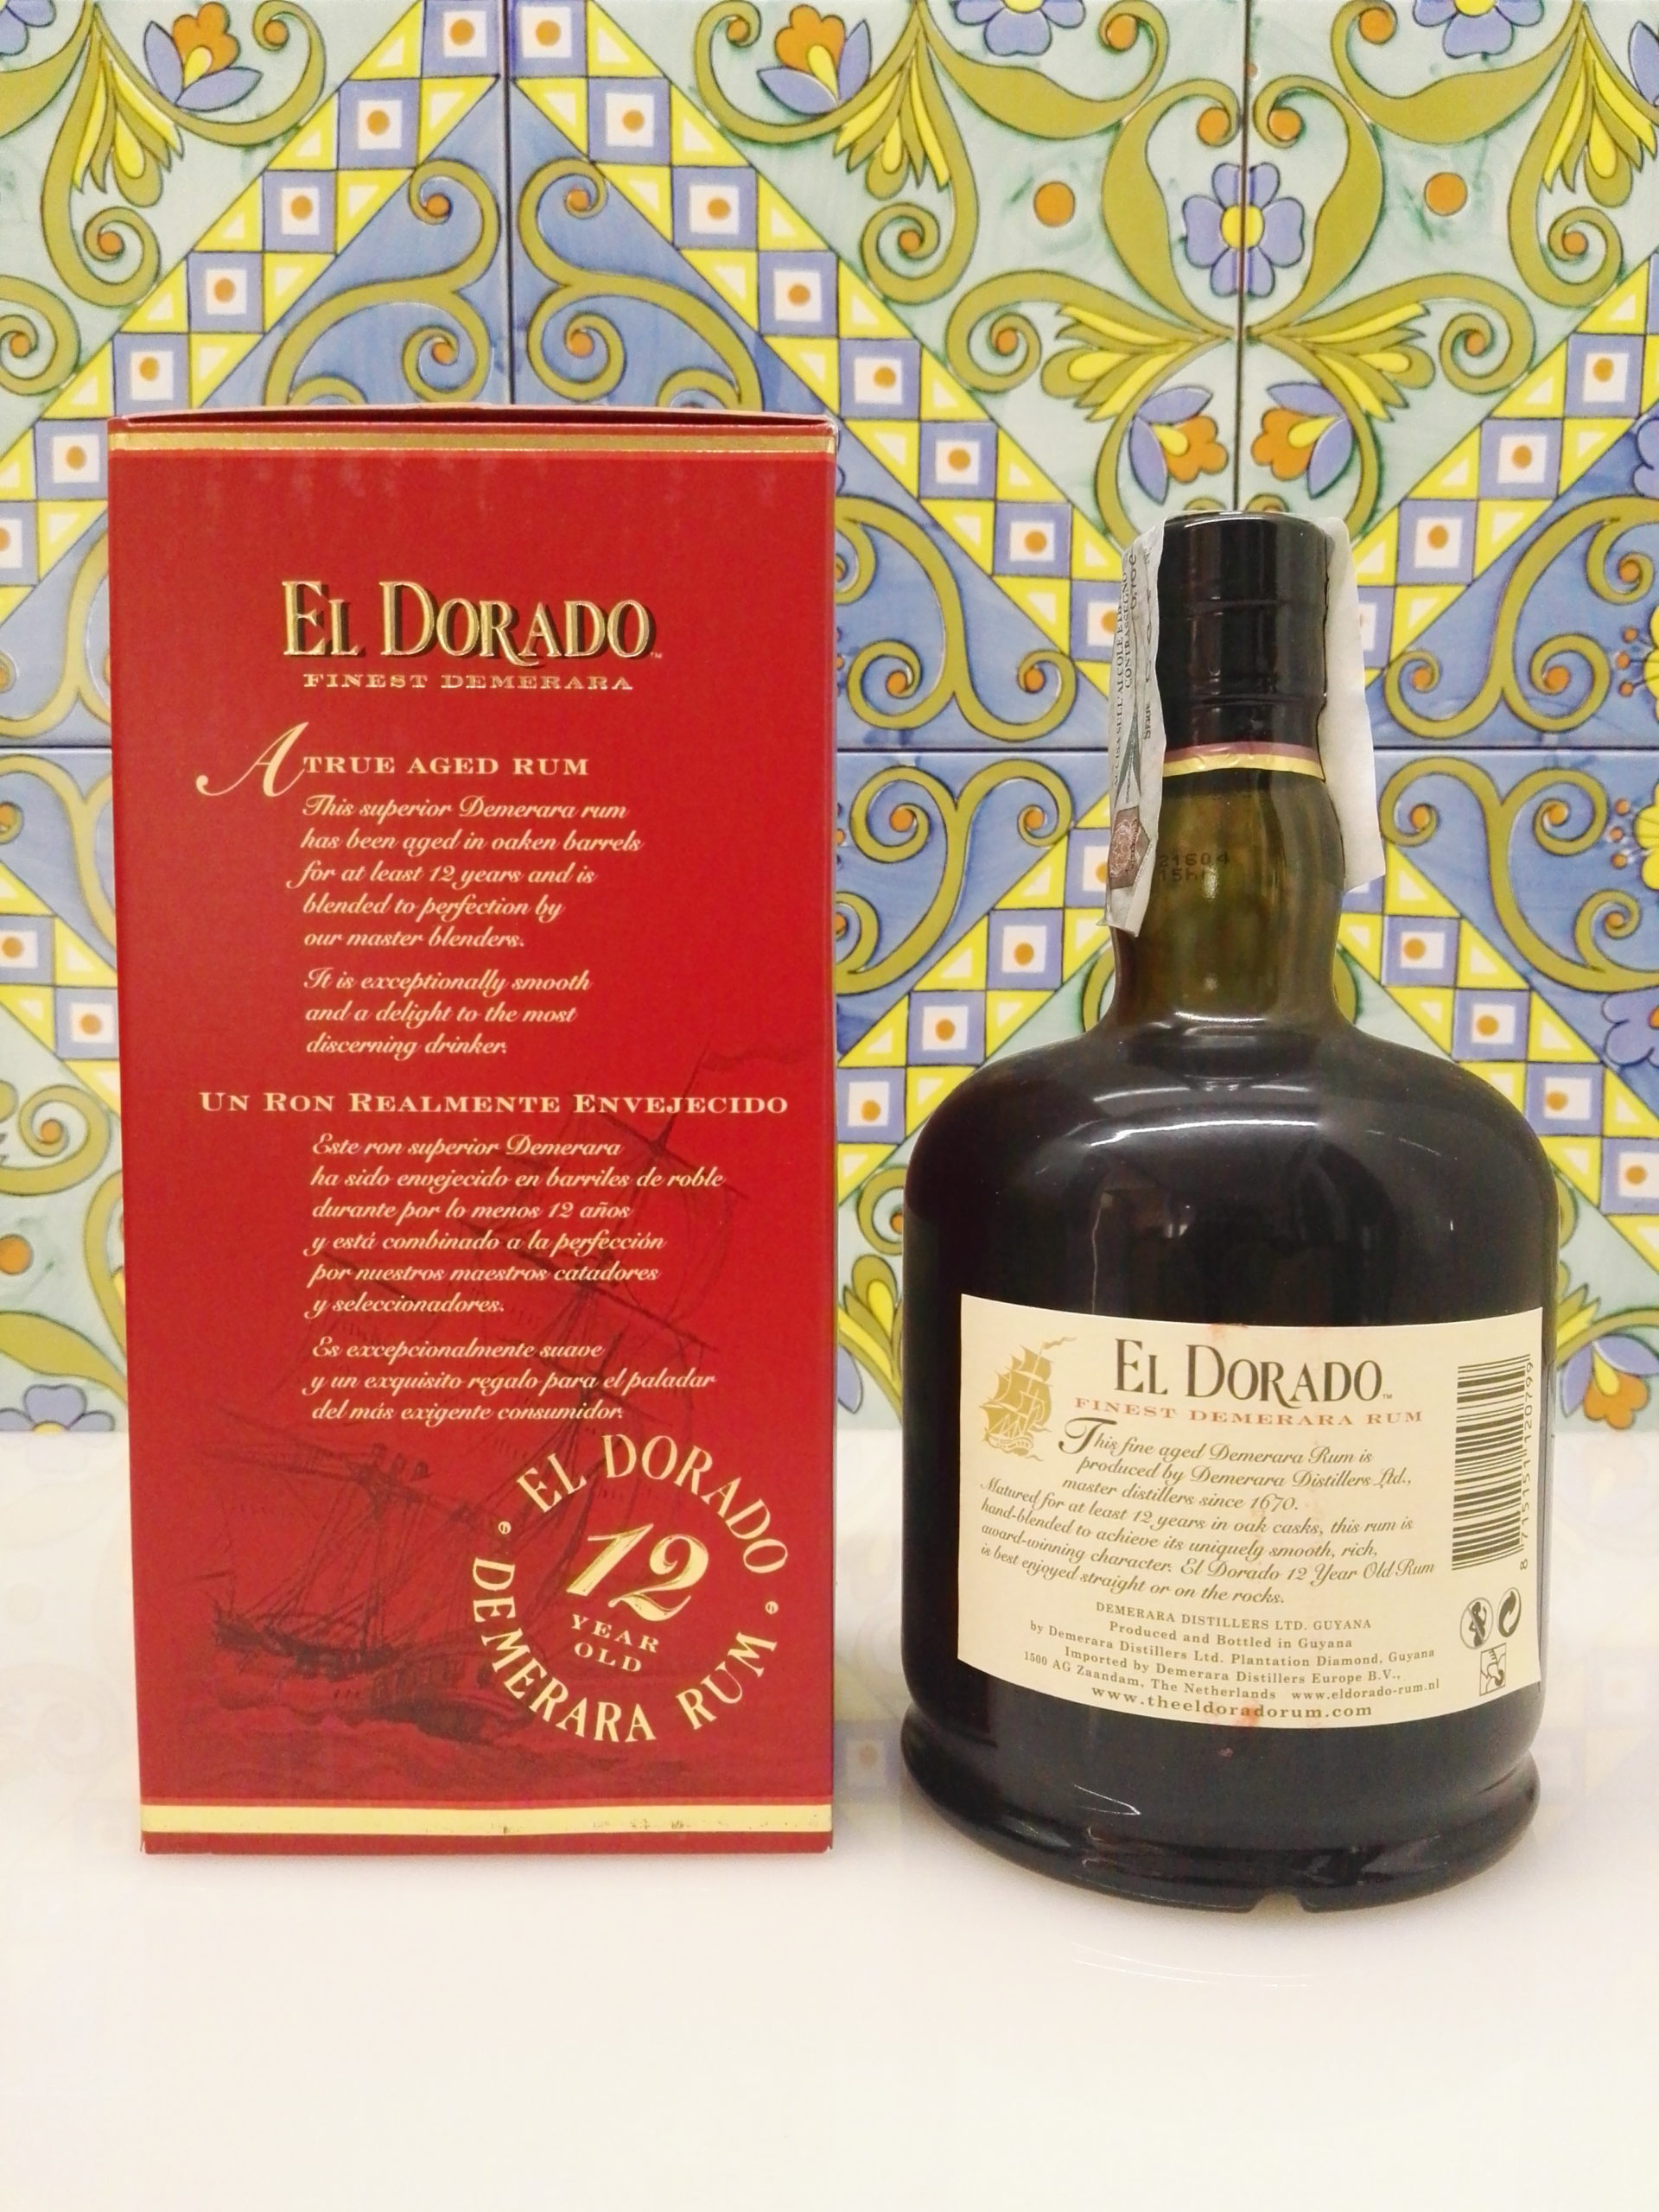 EL DORADO™
FINEST DEMERARA
A TRUE AGED RUM
This superior Demerara rum
has been aged in oaken barrels
for at least 12 years and is
blended to perfection by
our master blenders.
It is exceptionally smooth
and a delight to the most
discerning drinker.
UN RON REALMENTE ENVEJECIDO
Este ron superior Demerara
ha sido envejecido en barriles de roble
durante por lo menos 12 años
y está combinado a la perfección
por nuestros maestros catadores
y seleccionadores.
Es excepcionalmente suave
y un exquisito regalo para el paladar
del más exigente consumidor.
EL DORADO
12
YEAR
OLD
DEMERARA RUM
SULL'ALCOLE
CONTRASSEGNO
21604
EL DORADO™
FINEST DEMERARA RUM
This fine aged Demerara Rum is
produced by Demerara Distillers Ltd.,
master distillers since 1670.
Matured for at least 12 years in oak casks, this rum is
hand-blended to achieve its uniquely smooth, rich,
award-winning character. El Dorado 12 Year Old Rum
is best enjoyed straight or on the rocks.
DEMERARA DISTILLERS LTD. GUYANA
Produced and Bottled in Guyana
by Demerara Distillers Ltd. Plantation Diamond, Guyana
Imported by Demerara Distillers Europe B.V.,
1500 AG Zaandam, The Netherlands www.eldorado-rum.nl
www.theeldoradorum.com
8 715151 120799